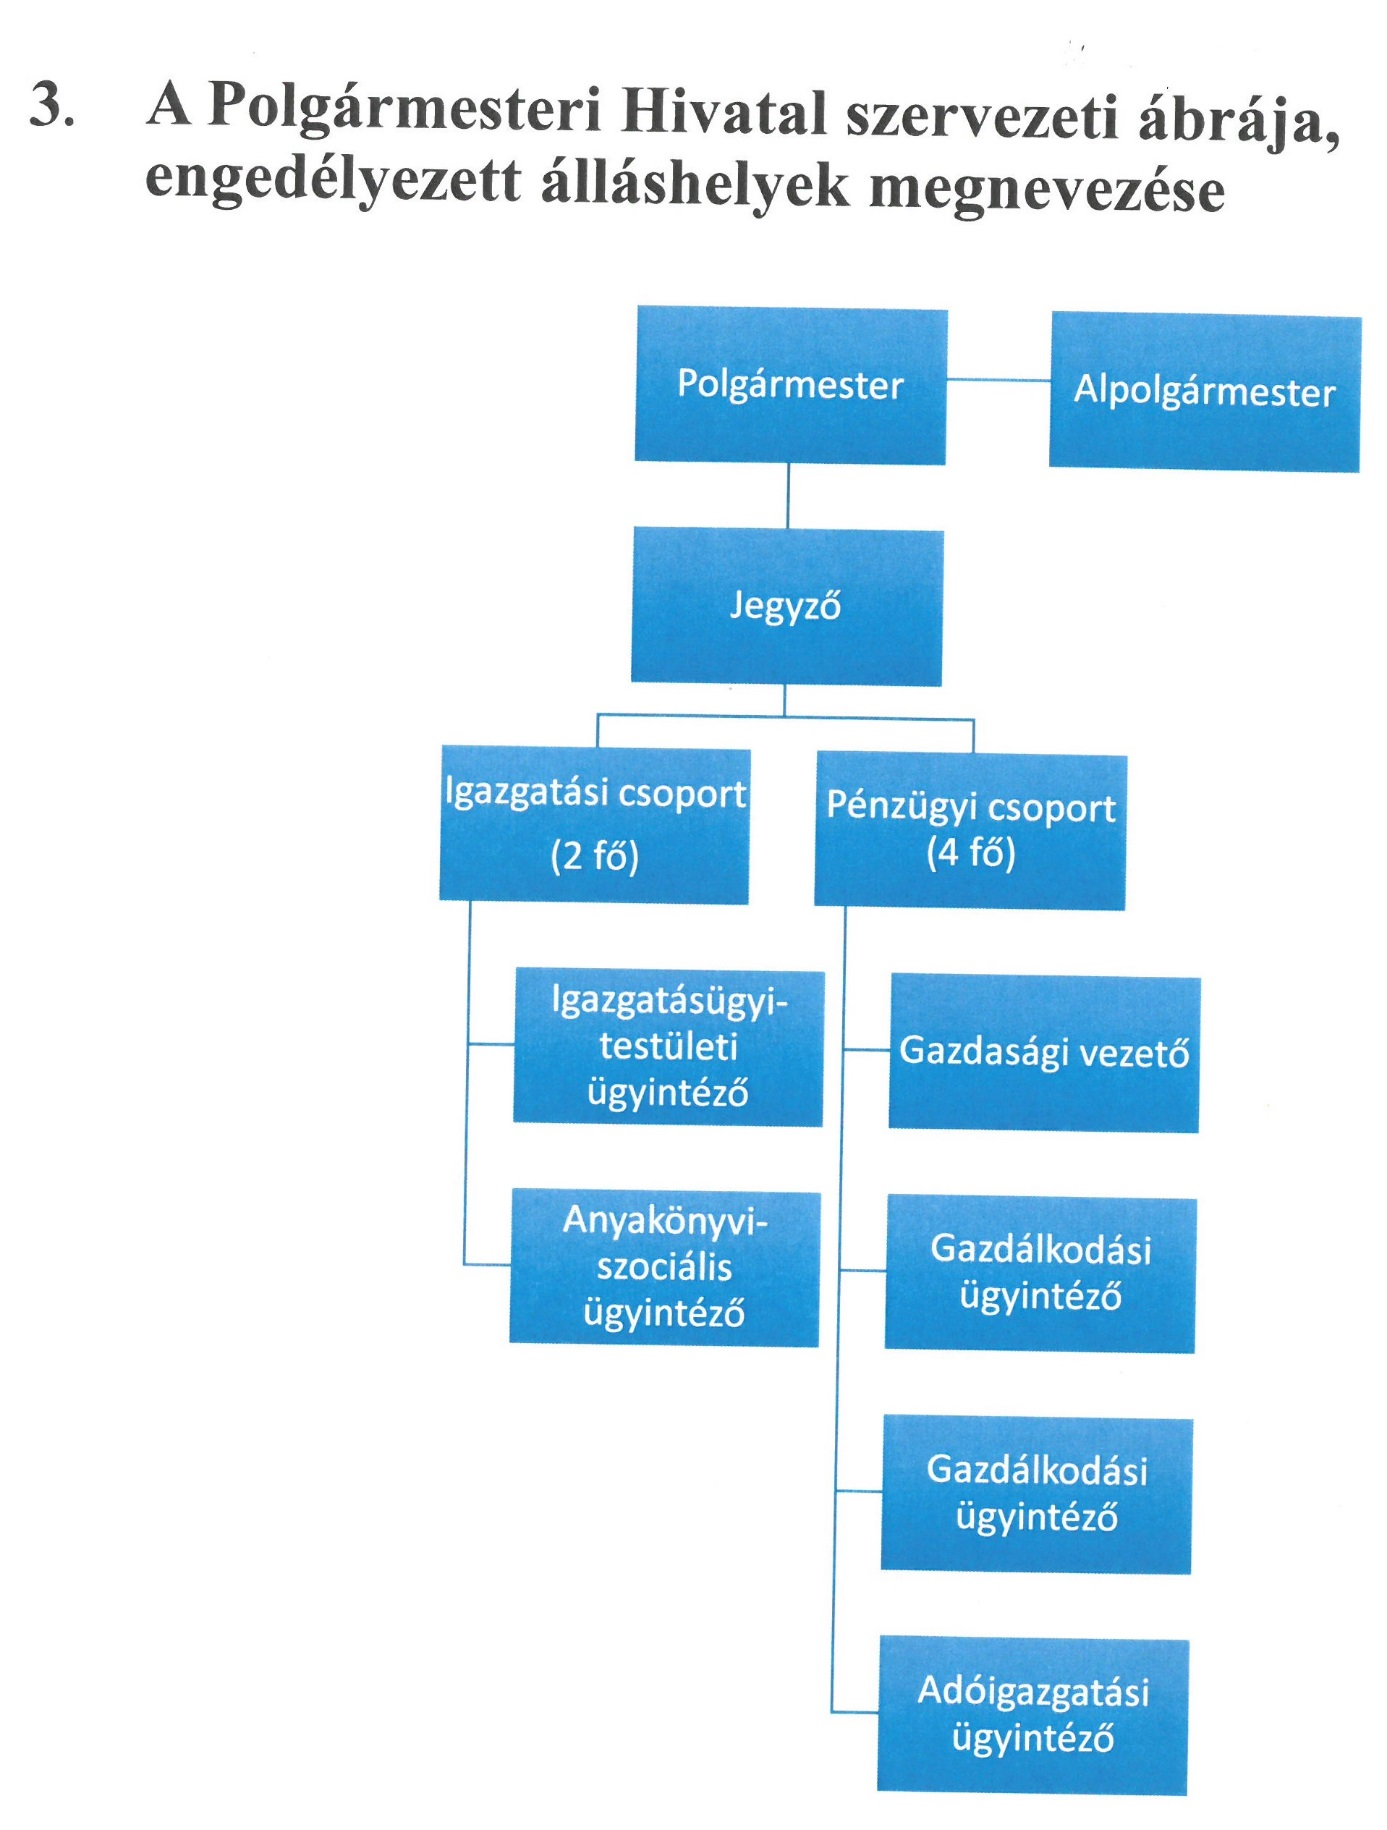 3. A Polgármesteri Hivatal szervezeti ábrája,
engedélyezett álláshelyek megnevezése
Polgármester
Alpolgármester
Jegyző
Igazgatási csoport
(2 fő)
Pénzügyi csoport
(4 fő)
Igazgatásügyi-
testületi
ügyintéző
Anyakönyvi-
szociális
ügyintéző
Gazdasági vezető
Gazdálkodási
ügyintéző
Gazdálkodási
ügyintéző
Adóigazgatási
ügyintéző